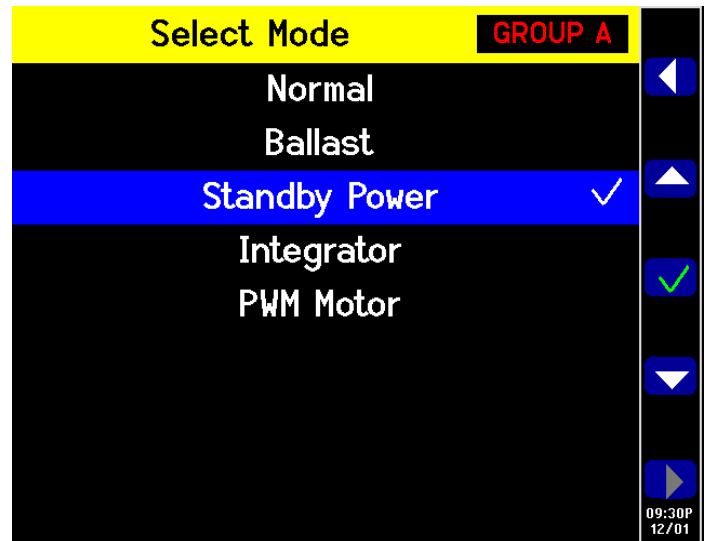 Select Mode GROUP A
Normal
Ballast
Standby Power
Integrator
PWM Motor
09:30P
12/01